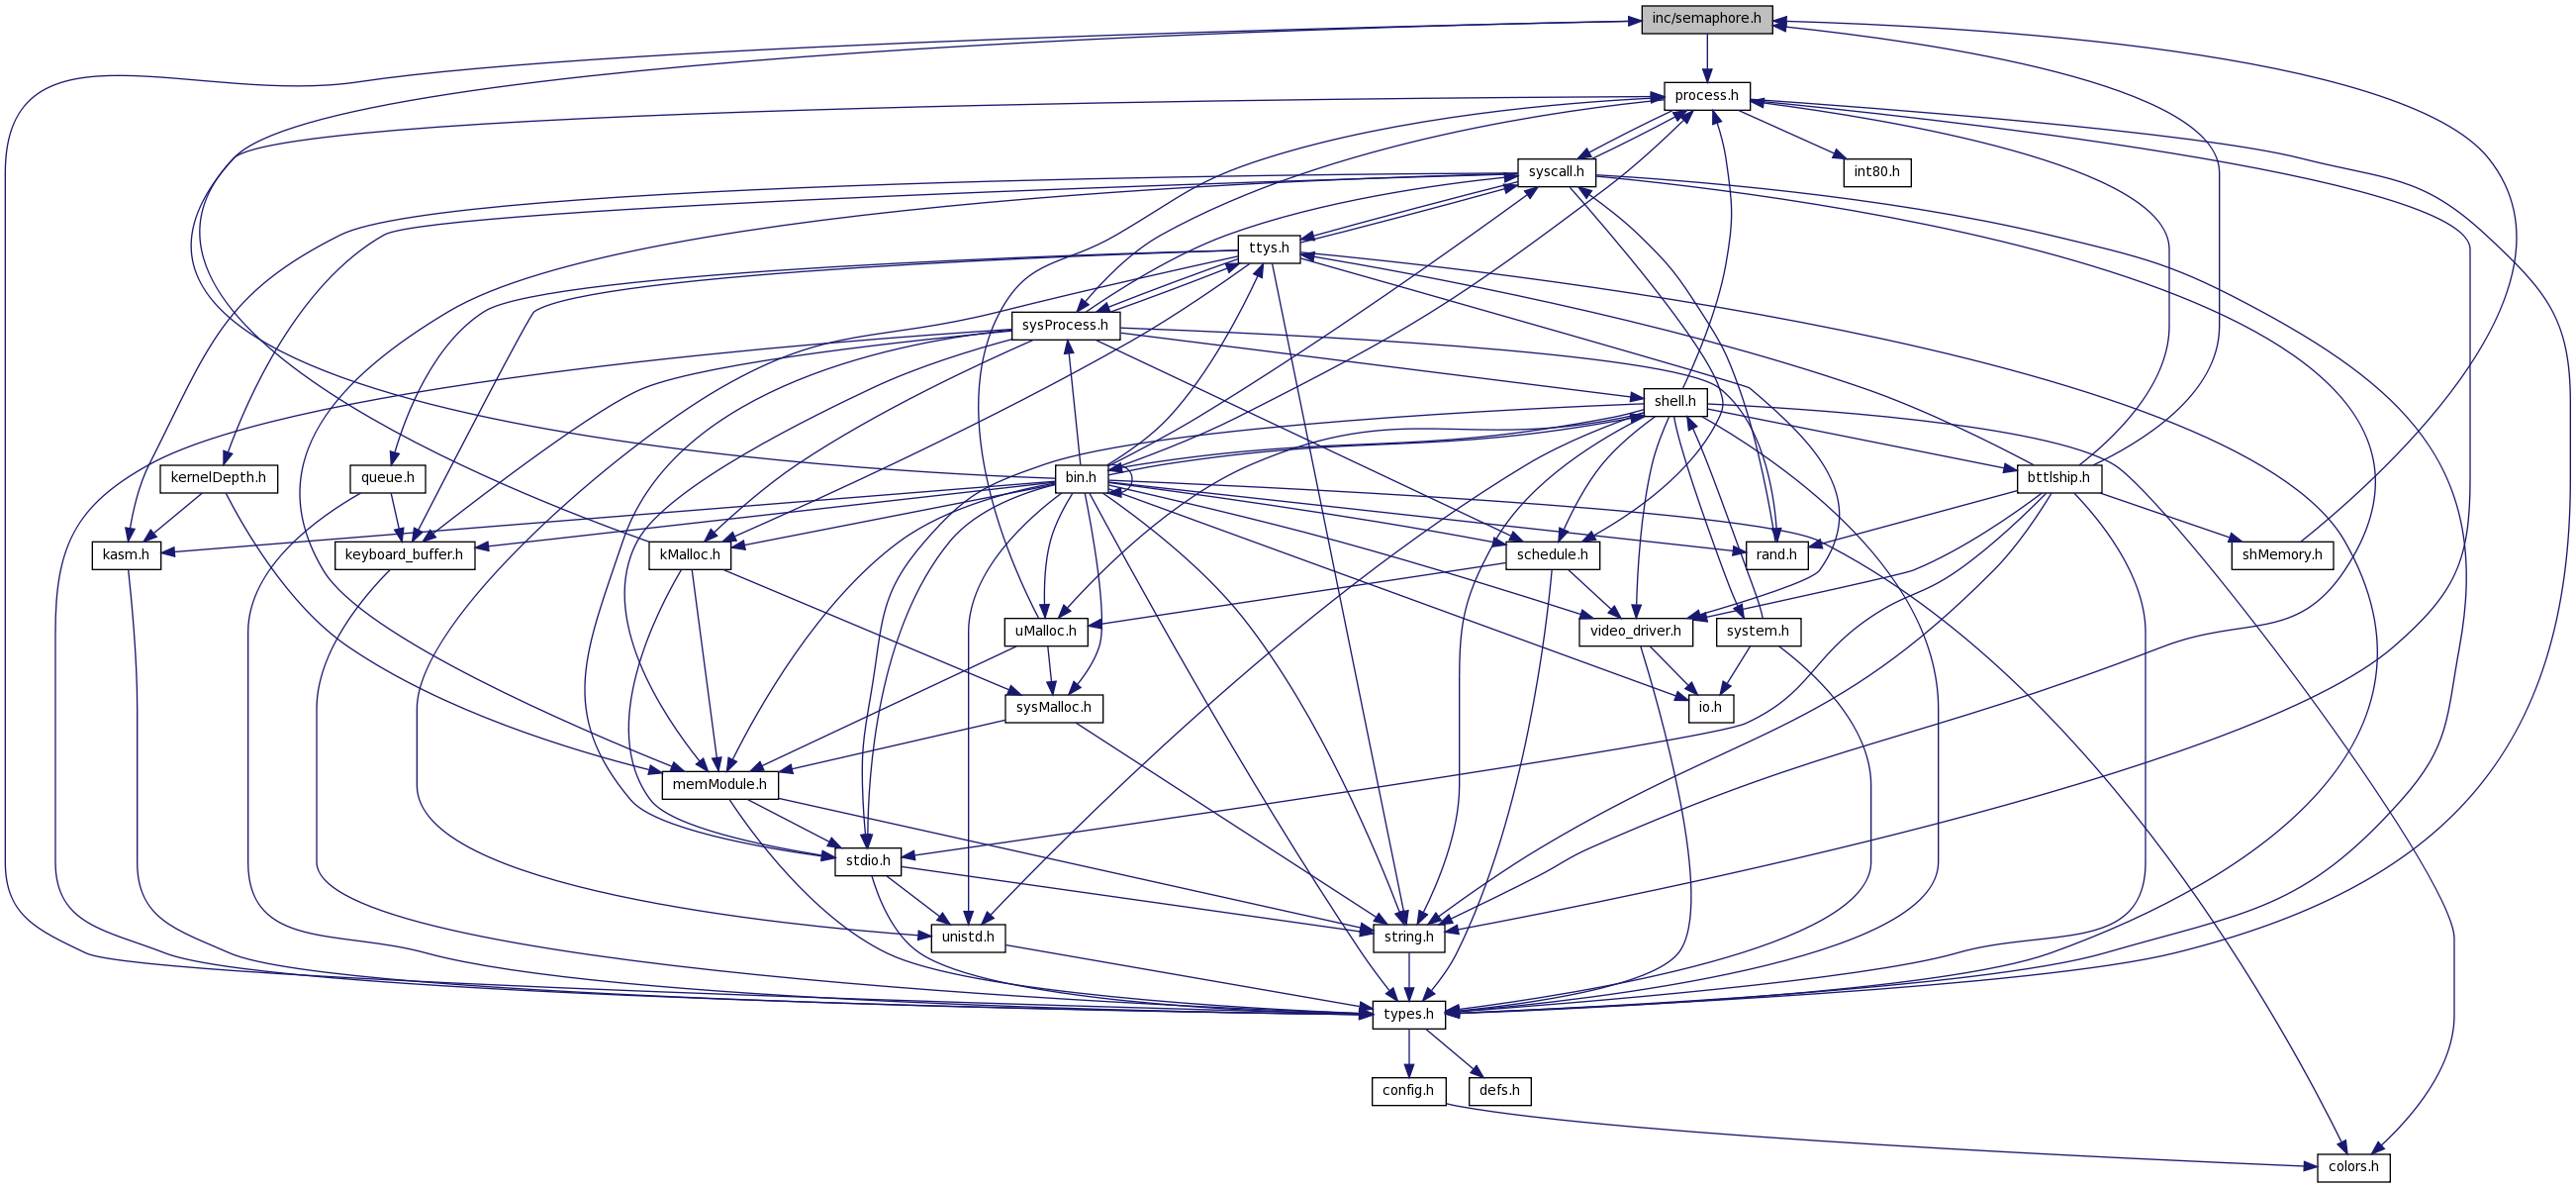 inc/semaphore.h
process.h
syscall.h
int80.h
ttys.h
sysProcess.h
shell.h
kernelDepth.h
queue.h
bin.h
bttlship.h
kasm.h
keyboard_buffer.h
kMalloc.h
schedule.h
rand.h
shMemory.h
uMalloc.h
video_driver.h
system.h
sysMalloc.h
io.h
memModule.h
stdio.h
unistd.h
string.h
types.h
config.h
defs.h
colors.h